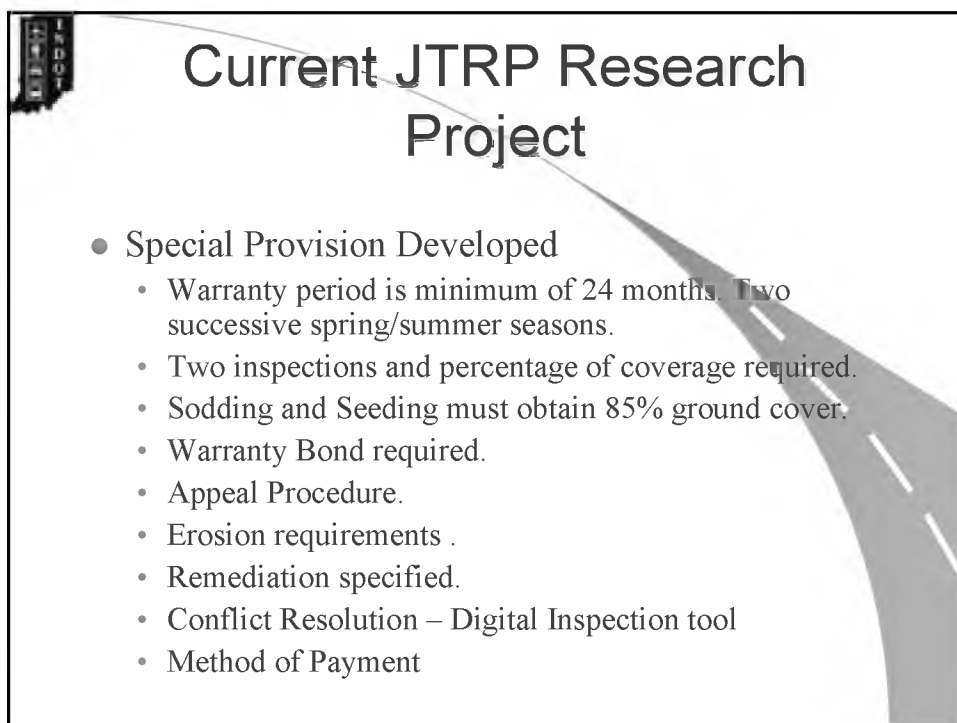 INDOT
Current JTRP Research
Project
• Special Provision Developed
• Warranty period is minimum of 24 months. Two
successive spring/summer seasons.
• Two inspections and percentage of coverage required.
• Sodding and Seeding must obtain 85% ground cover.
• Warranty Bond required.
• Appeal Procedure.
• Erosion requirements .
• Remediation specified.
• Conflict Resolution – Digital Inspection tool
• Method of Payment